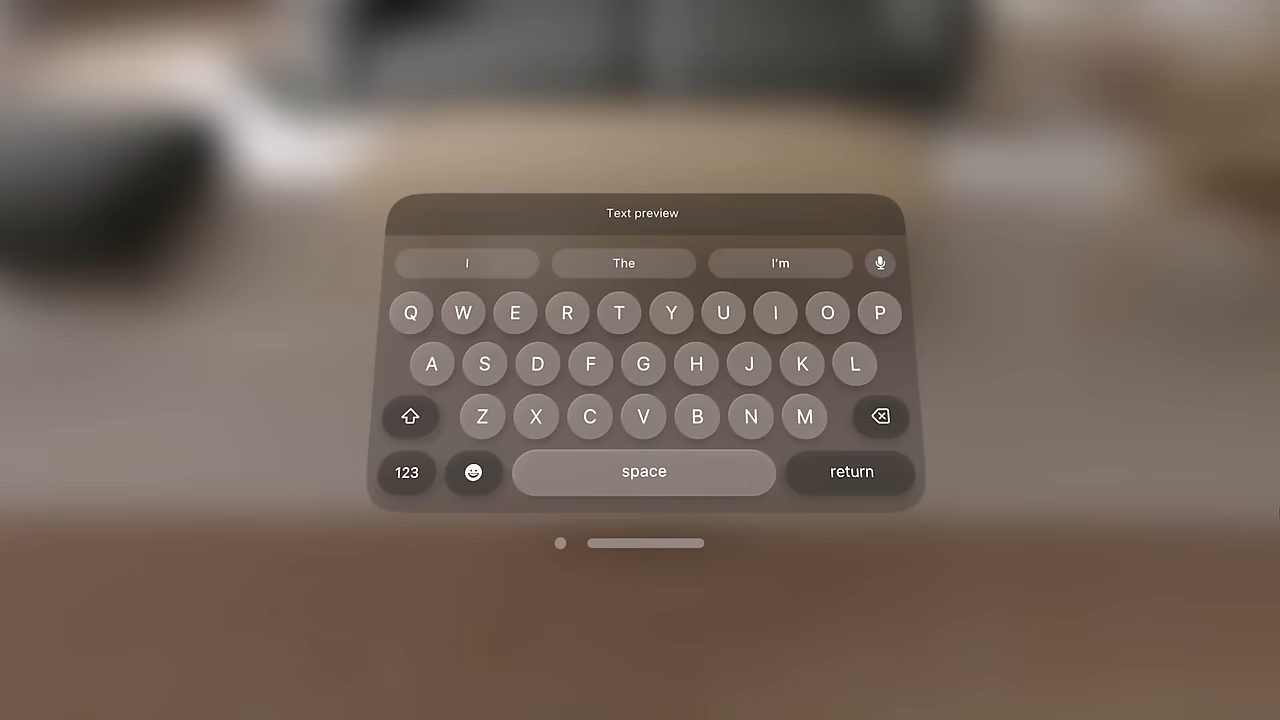 Text preview
I The I'm
Q W E R T Y U I O P
A S D F G H J K L
Z X C V B N M
123 space return